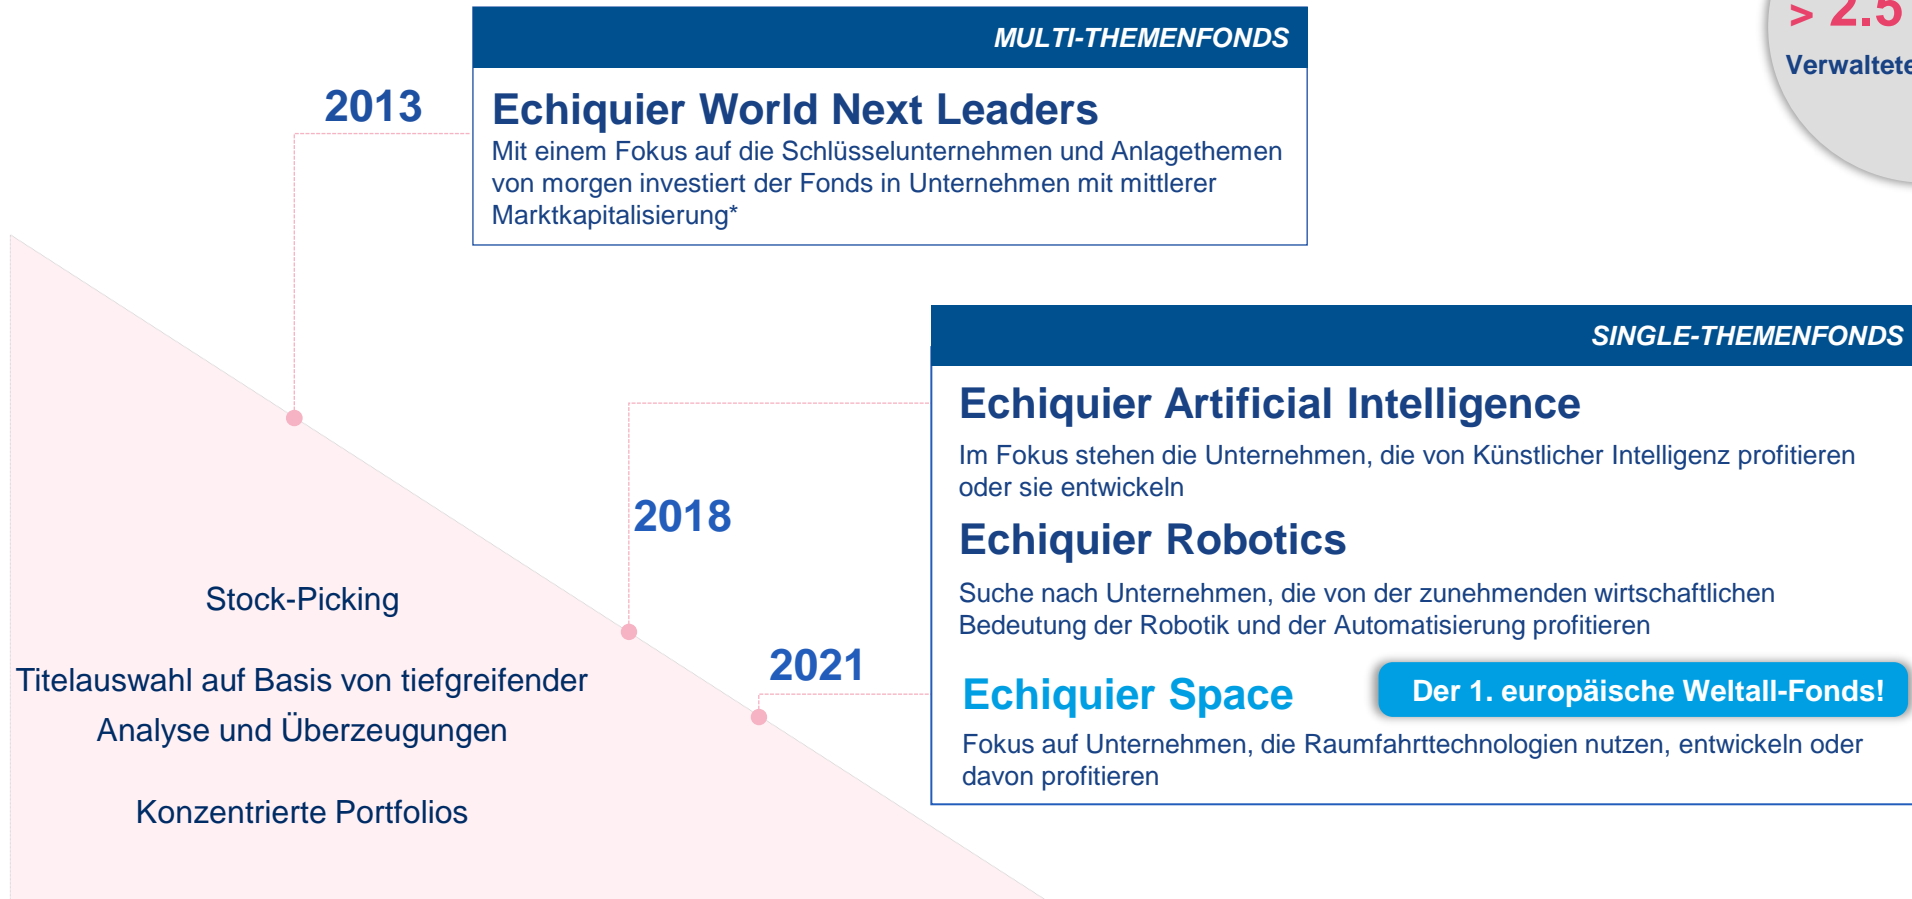 > 2.5
MULTI-THEMENFONDS
2013
Echiquier World Next Leaders
Mit einem Fokus auf die Schlüsselunternehmen und Anlagethemen
von morgen investiert der Fonds in Unternehmen mit mittlerer
Marktkapitalisierung*
SINGLE-THEMENFONDS
Echiquier Artificial Intelligence
Im Fokus stehen die Unternehmen, die von Künstlicher Intelligenz profitieren
oder sie entwickeln
2018
Echiquier Robotics
Suche nach Unternehmen, die von der zunehmenden wirtschaftlichen
Bedeutung der Robotik und der Automatisierung profitieren
2021
Echiquier Space
Der 1. europäische Weltall-Fonds!
Fokus auf Unternehmen, die Raumfahrttechnologien nutzen, entwickeln oder
davon profitieren
Stock-Picking
Titelauswahl auf Basis von tiefgreifender
Analyse und Überzeugungen
Konzentrierte Portfolios